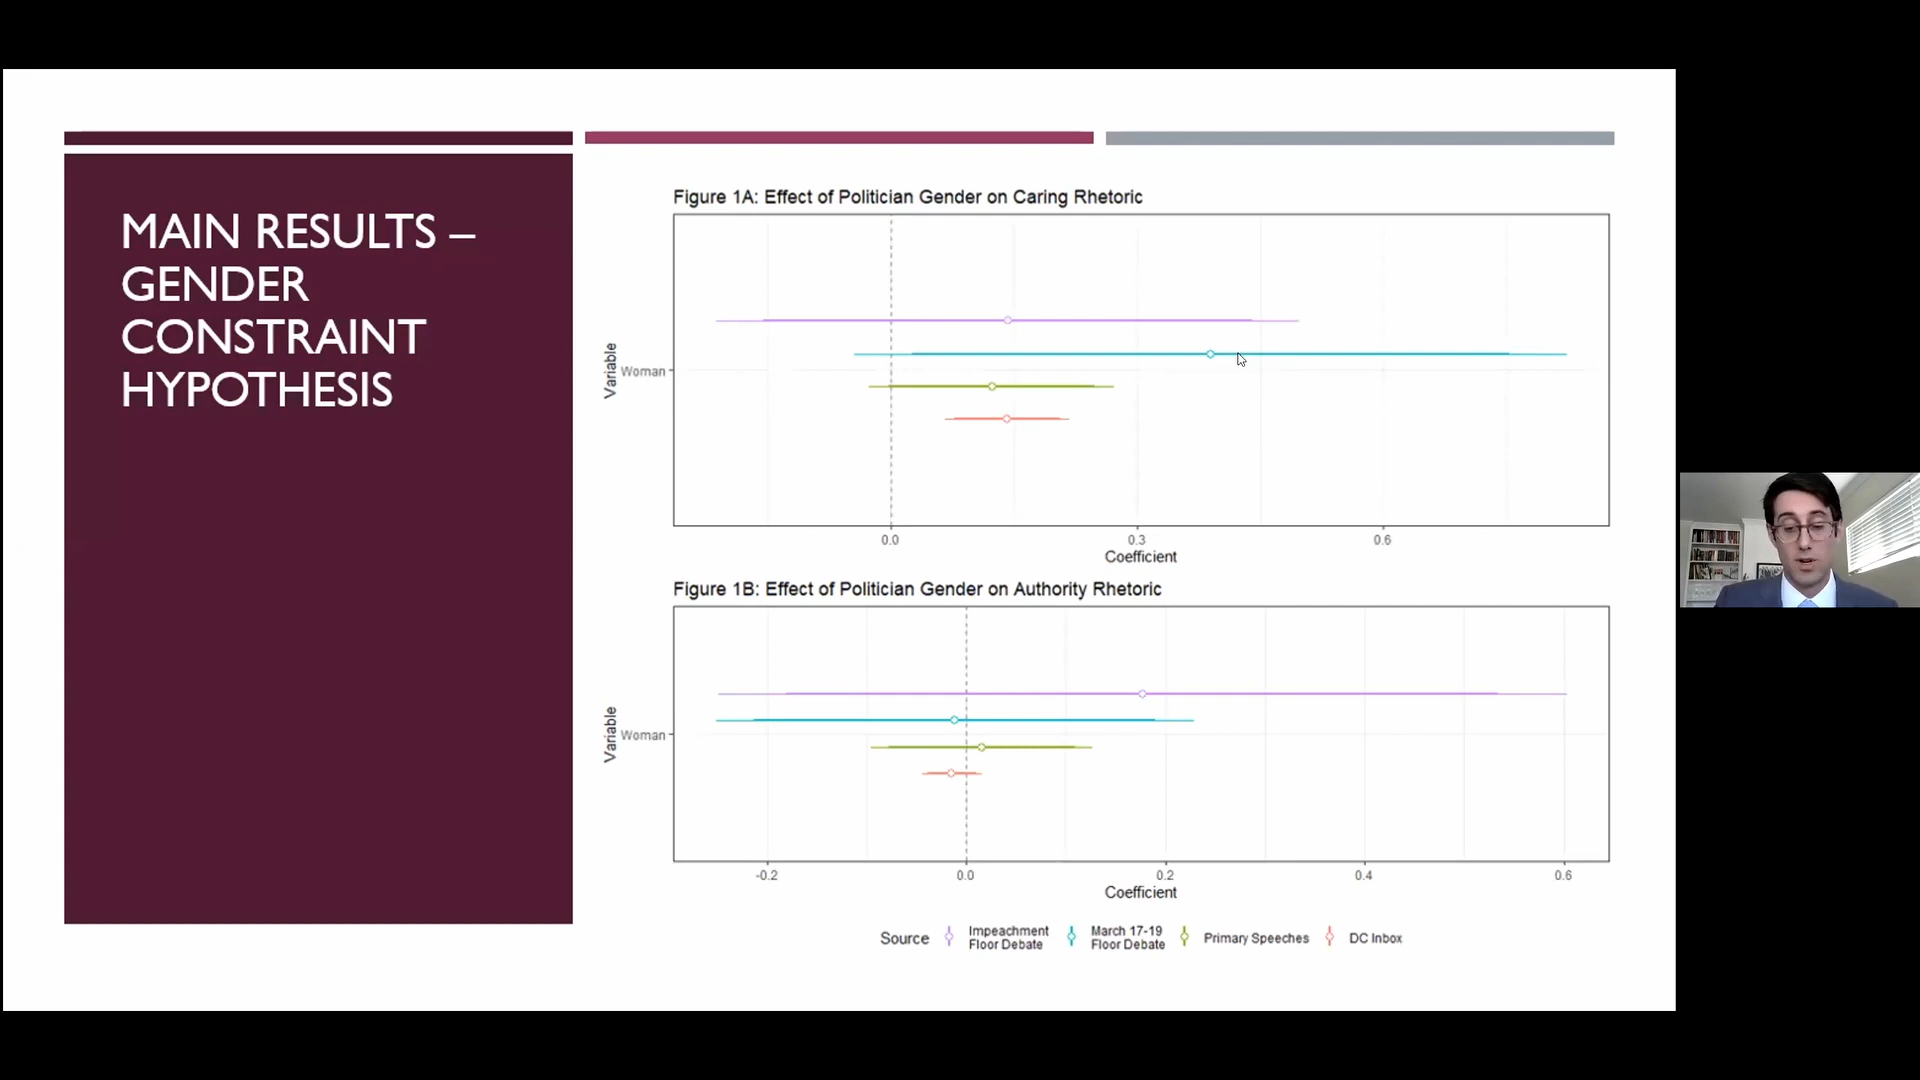 MAIN RESULTS –
GENDER
CONSTRAINT
HYPOTHESIS
Figure 1A: Effect of Politician Gender on Caring Rhetoric
Variable
Woman
0.0 0.3 0.6
Coefficient
Figure 1B: Effect of Politician Gender on Authority Rhetoric
Variable
Woman
-0.2 0.0 0.2 0.4 0.6
Coefficient
Source
Impeachment
Floor Debate
March 17-19
Floor Debate
Primary Speeches
DC Inbox